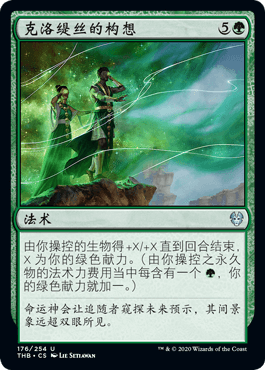 克洛缇丝的构想 5
法术
由你操控的生物得+X/+X 直到回合结束，
X 为你的绿色献力。（由你操控之永久
物的法术力费用当中每含有一个 ，你
的绿色献力就加一。）
命运神会让追随者窥探未来预示，其间景
象远超双眼所见。
176/254 U
THB • CS Lie Setiawan
™ & © 2020 Wizards of the Coast